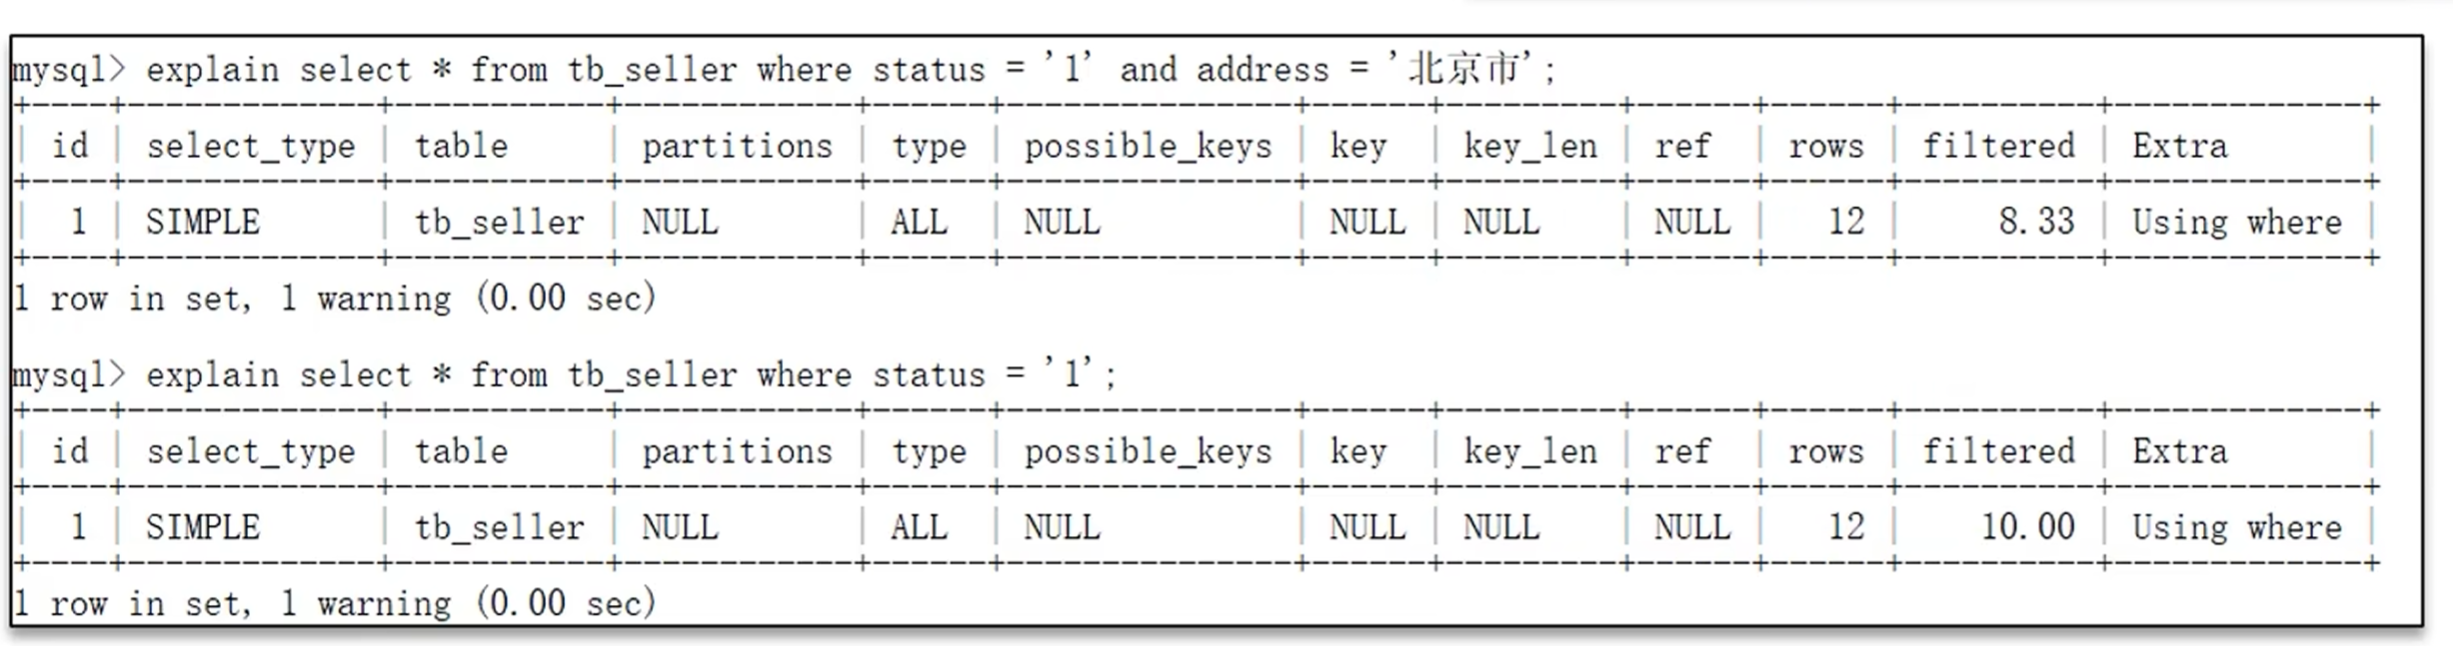 mysql> explain select * from tb_seller where status = '1' and address = '北京市';
+----+-------------+-----------+------------+------+---------------+------+---------+------+------+----------+-------------+
| id | select_type | table     | partitions | type | possible_keys | key  | key_len | ref  | rows | filtered | Extra       |
+----+-------------+-----------+------------+------+---------------+------+---------+------+------+----------+-------------+
|  1 | SIMPLE      | tb_seller | NULL       | ALL  | NULL          | NULL | NULL    | NULL |   12 |     8.33 | Using where |
+----+-------------+-----------+------------+------+---------------+------+---------+------+------+----------+-------------+
1 row in set, 1 warning (0.00 sec)
mysql> explain select * from tb_seller where status = '1';
+----+-------------+-----------+------------+------+---------------+------+---------+------+------+----------+-------------+
| id | select_type | table     | partitions | type | possible_keys | key  | key_len | ref  | rows | filtered | Extra       |
+----+-------------+-----------+------------+------+---------------+------+---------+------+------+----------+-------------+
|  1 | SIMPLE      | tb_seller | NULL       | ALL  | NULL          | NULL | NULL    | NULL |   12 |    10.00 | Using where |
+----+-------------+-----------+------------+------+---------------+------+---------+------+------+----------+-------------+
1 row in set, 1 warning (0.00 sec)